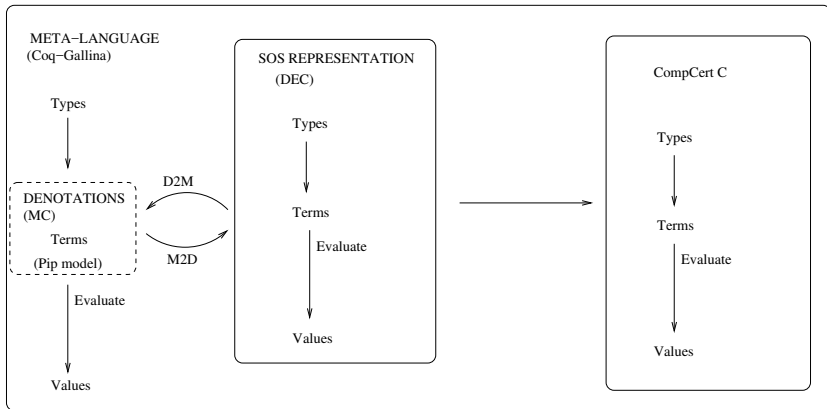 META−LANGUAGE
(Coq−Gallina)
Types
DENOTATIONS
(MC)
Terms
(Pip model)
Evaluate
Values
D2M
M2D
SOS REPRESENTATION
(DEC)
Types
Terms
Evaluate
Values
CompCert C
Types
Terms
Evaluate
Values